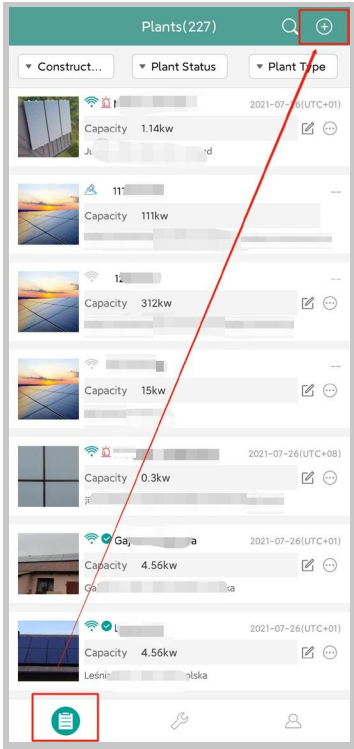 Plants(227)
Construct...
Plant Status
Plant Type
2021-07-26(UTC+01)
Capacity 1.14kw
--
Capacity 111kw
--
Capacity 312kw
--
Capacity 15kw
2021-07-26(UTC+08)
Capacity 0.3kw
2021-07-26(UTC+01)
Capacity 4.56kw
2021-07-26(UTC+01)
Capacity 4.56kw